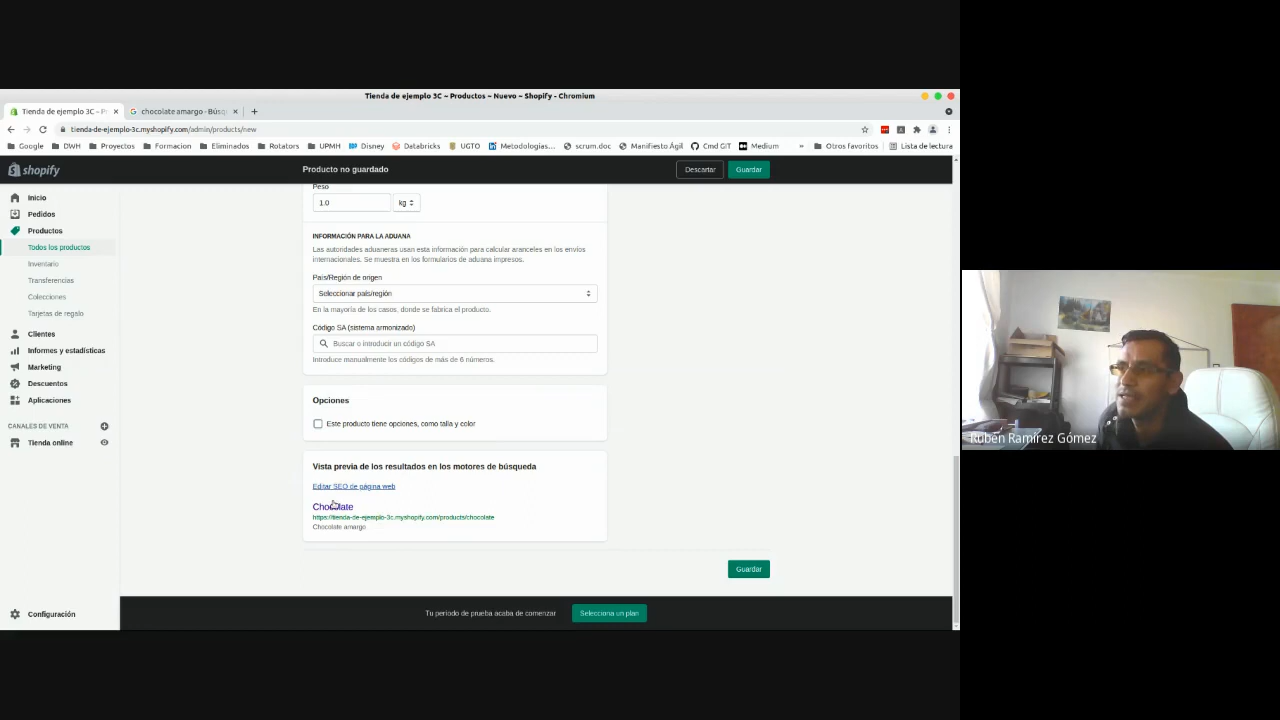 Tienda de ejemplo 3C ~ Productos ~ Nuevo ~ Shopify - Chromium
Tienda de ejemplo 3C ~ P
chocolate amargo - Búsq
tienda-de-ejemplo-3c.myshopify.com/admin/products/new
Google
DWH
Proyectos
Formacion
Eliminados
Rotators
UPMH
Disney
Databricks
UGTO
Metodologias...
scrum.doc
Manifiesto Ágil
Cmd GIT
Medium
»
Otros favoritos
Lista de lectura
shopify
Producto no guardado
Descartar
Guardar
Inicio
Pedidos
Productos
Todos los productos
Inventario
Transferencias
Colecciones
Tarjetas de regalo
Clientes
Informes y estadísticas
Marketing
Descuentos
Aplicaciones
CANALES DE VENTA
Tienda online
Configuración
Peso
1.0
kg
INFORMACIÓN PARA LA ADUANA
Las autoridades aduaneras usan esta información para calcular aranceles en los envíos
internacionales. Se muestra en los formularios de aduana impresos.
País/Región de origen
Seleccionar país/región
En la mayoría de los casos, donde se fabrica el producto.
Código SA (sistema armonizado)
Buscar o introducir un código SA
Introduce manualmente los códigos de más de 6 números.
Opciones
Este producto tiene opciones, como talla y color
Vista previa de los resultados en los motores de búsqueda
Editar SEO de página web
Chocolate
https://tienda-de-ejemplo-3c.myshopify.com/products/chocolate
Chocolate amargo
Guardar
Tu periodo de prueba acaba de comenzar
Selecciona un plan
Rubén Ramírez Gómez